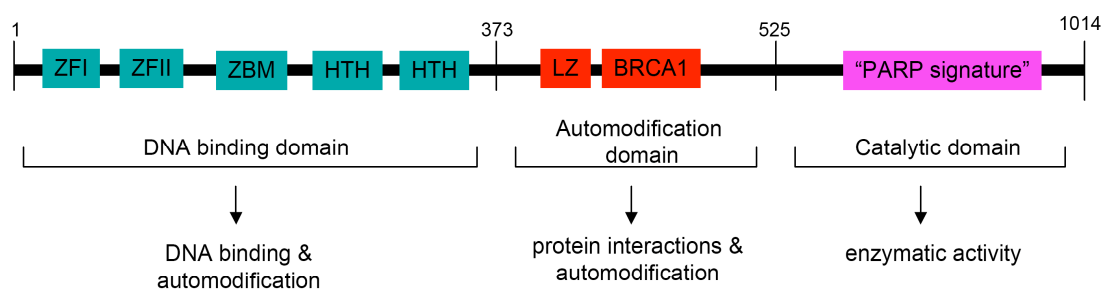 1
373
525
1014
ZFI
ZFII
ZBM
HTH
HTH
LZ
BRCA1
“PARP signature”
DNA binding domain
Automodification
domain
Catalytic domain
DNA binding &
automodification
protein interactions &
automodification
enzymatic activity